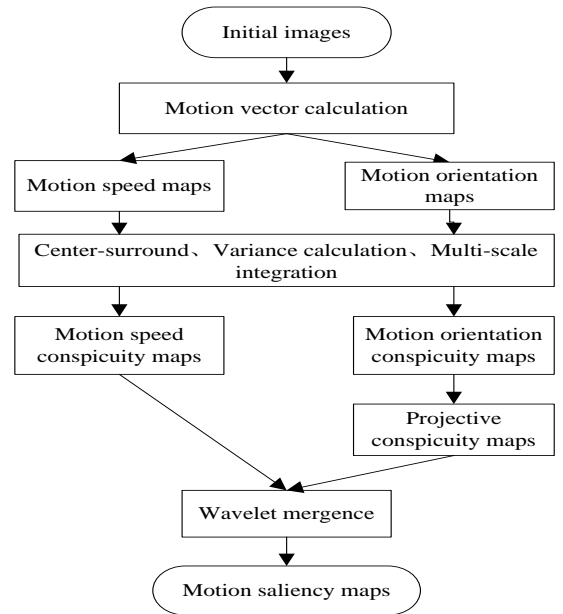 Initial images
Motion vector calculation
Motion speed maps
Motion orientation
maps
Center-surround、Variance calculation、Multi-scale
integration
Motion speed
conspicuity maps
Motion orientation
conspicuity maps
Projective
conspicuity maps
Wavelet mergence
Motion saliency maps